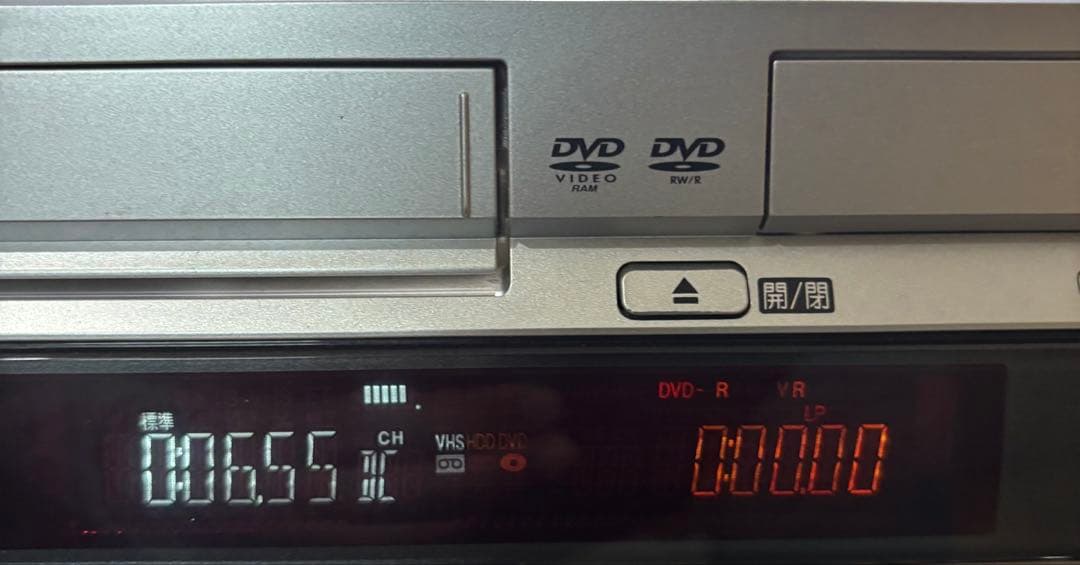 DVD DVD
VIDEO RW/R
RAM
開/閉
DVD-R VR
標準 LP
CH
0:06.55 VHS HDD DVD 0:00.00